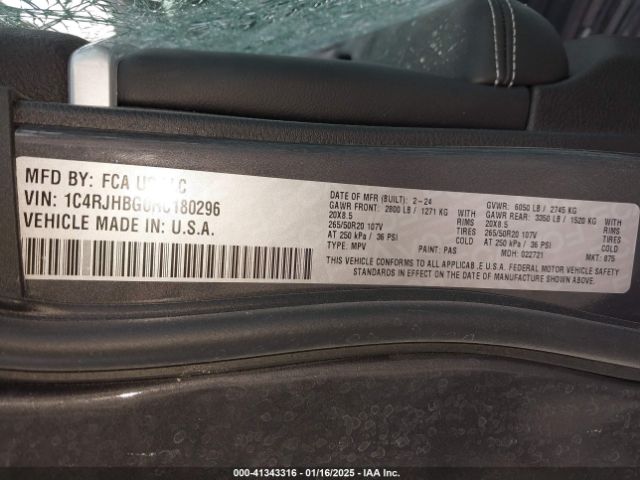 MFD BY: FCA
VIN:
VEHICLE MADE IN U.S.A.
DATE OF MFR (BUILT): 2-24
GAWR FRONT: 2800 LB / 1271 KG
20X8.5 TIRES
265/50R20 107V RIMS
AT 250 kPa / 36 PSI COLD
TYPE: MPV PAINT: PAS
GVWR: 6050 LB / 2745 KG
GAWR REAR: 3350 LB / 1520 KG
20X8.5 TIRES
265/50R20 107V RIMS
AT 250 kPa / 36 PSI COLD
MDH: 022721 MKT: 875
THIS VEHICLE CONFORMS TO ALL U.S.A. FEDERAL MOTOR VEHICLE SAFETY
STANDARDS IN EFFECT ON THE DATE OF MANUFACTURE SHOWN ABOVE.
000-41343316 - 01/16/2025 - IAA Inc.